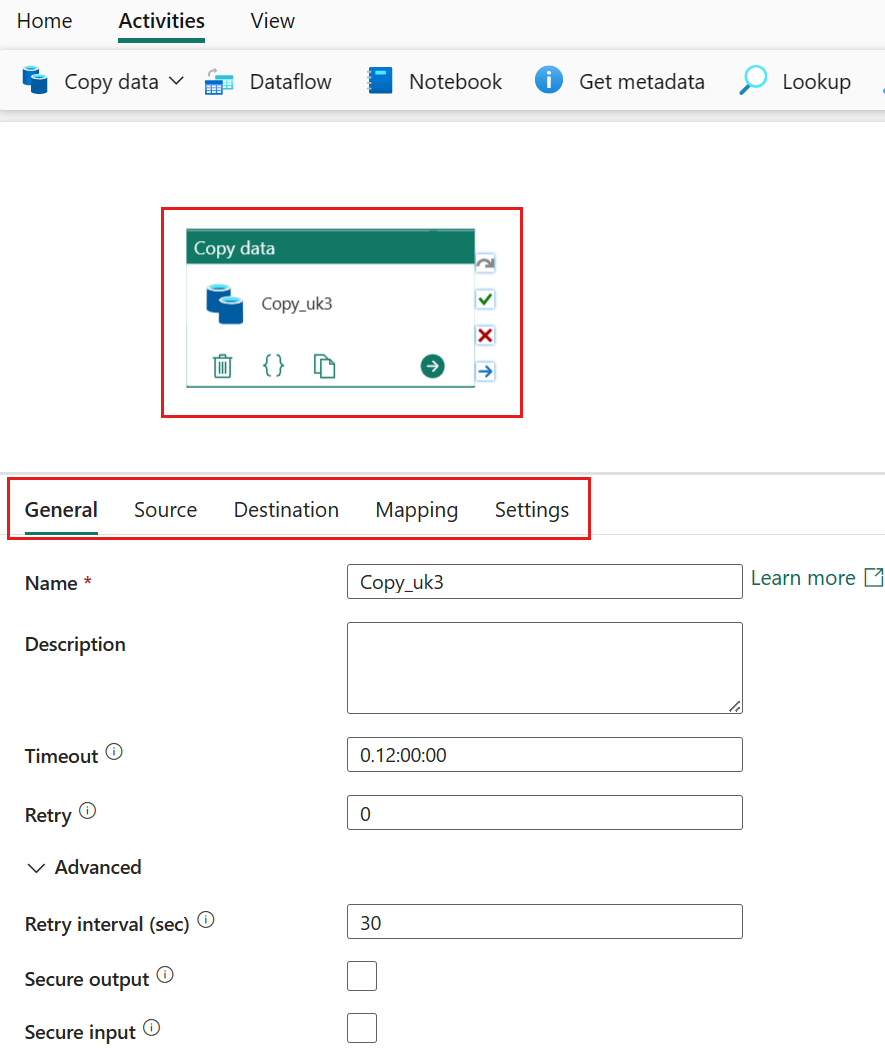 Home Activities View
Copy data Dataflow Notebook Get metadata Lookup
Copy data
Copy_uk3
General Source Destination Mapping Settings
Name * Copy_uk3 Learn more
Description
Timeout 0.12:00:00
Retry 0
Advanced
Retry interval (sec) 30
Secure output
Secure input